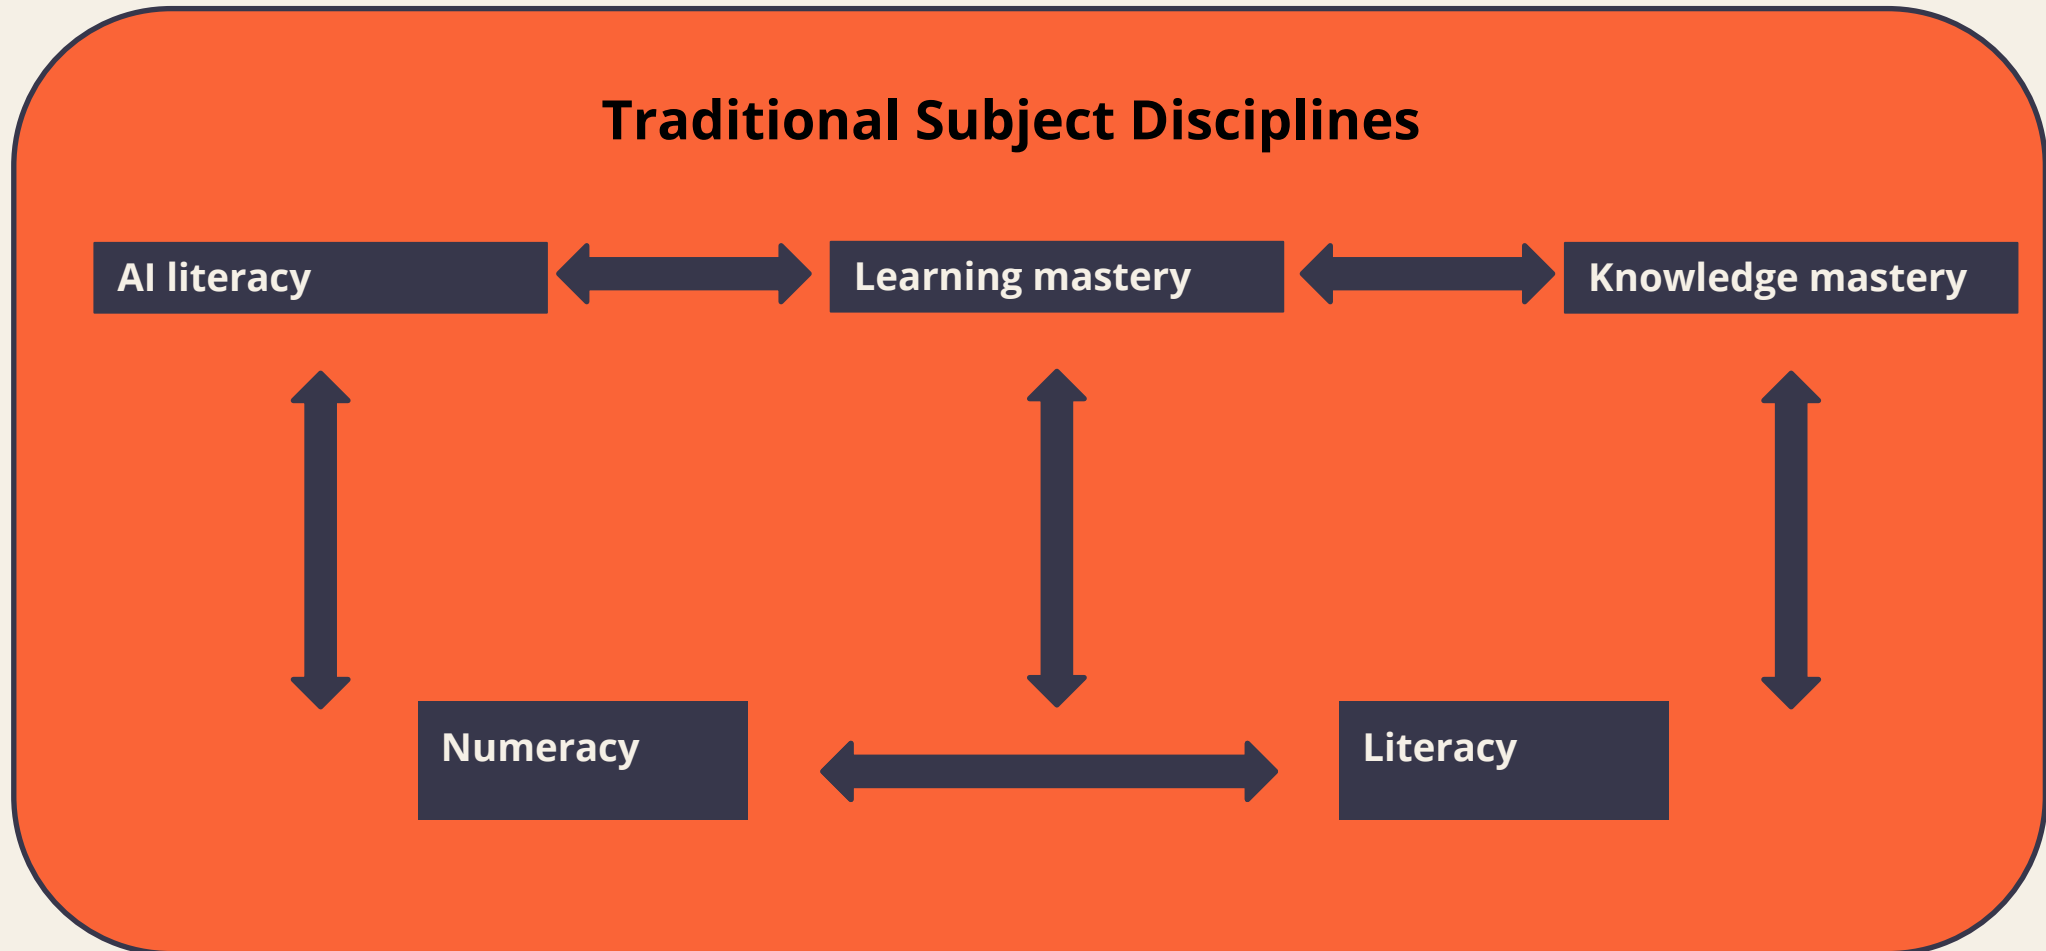 Traditional Subject Disciplines
AI literacy
Learning mastery
Knowledge mastery
Numeracy
Literacy